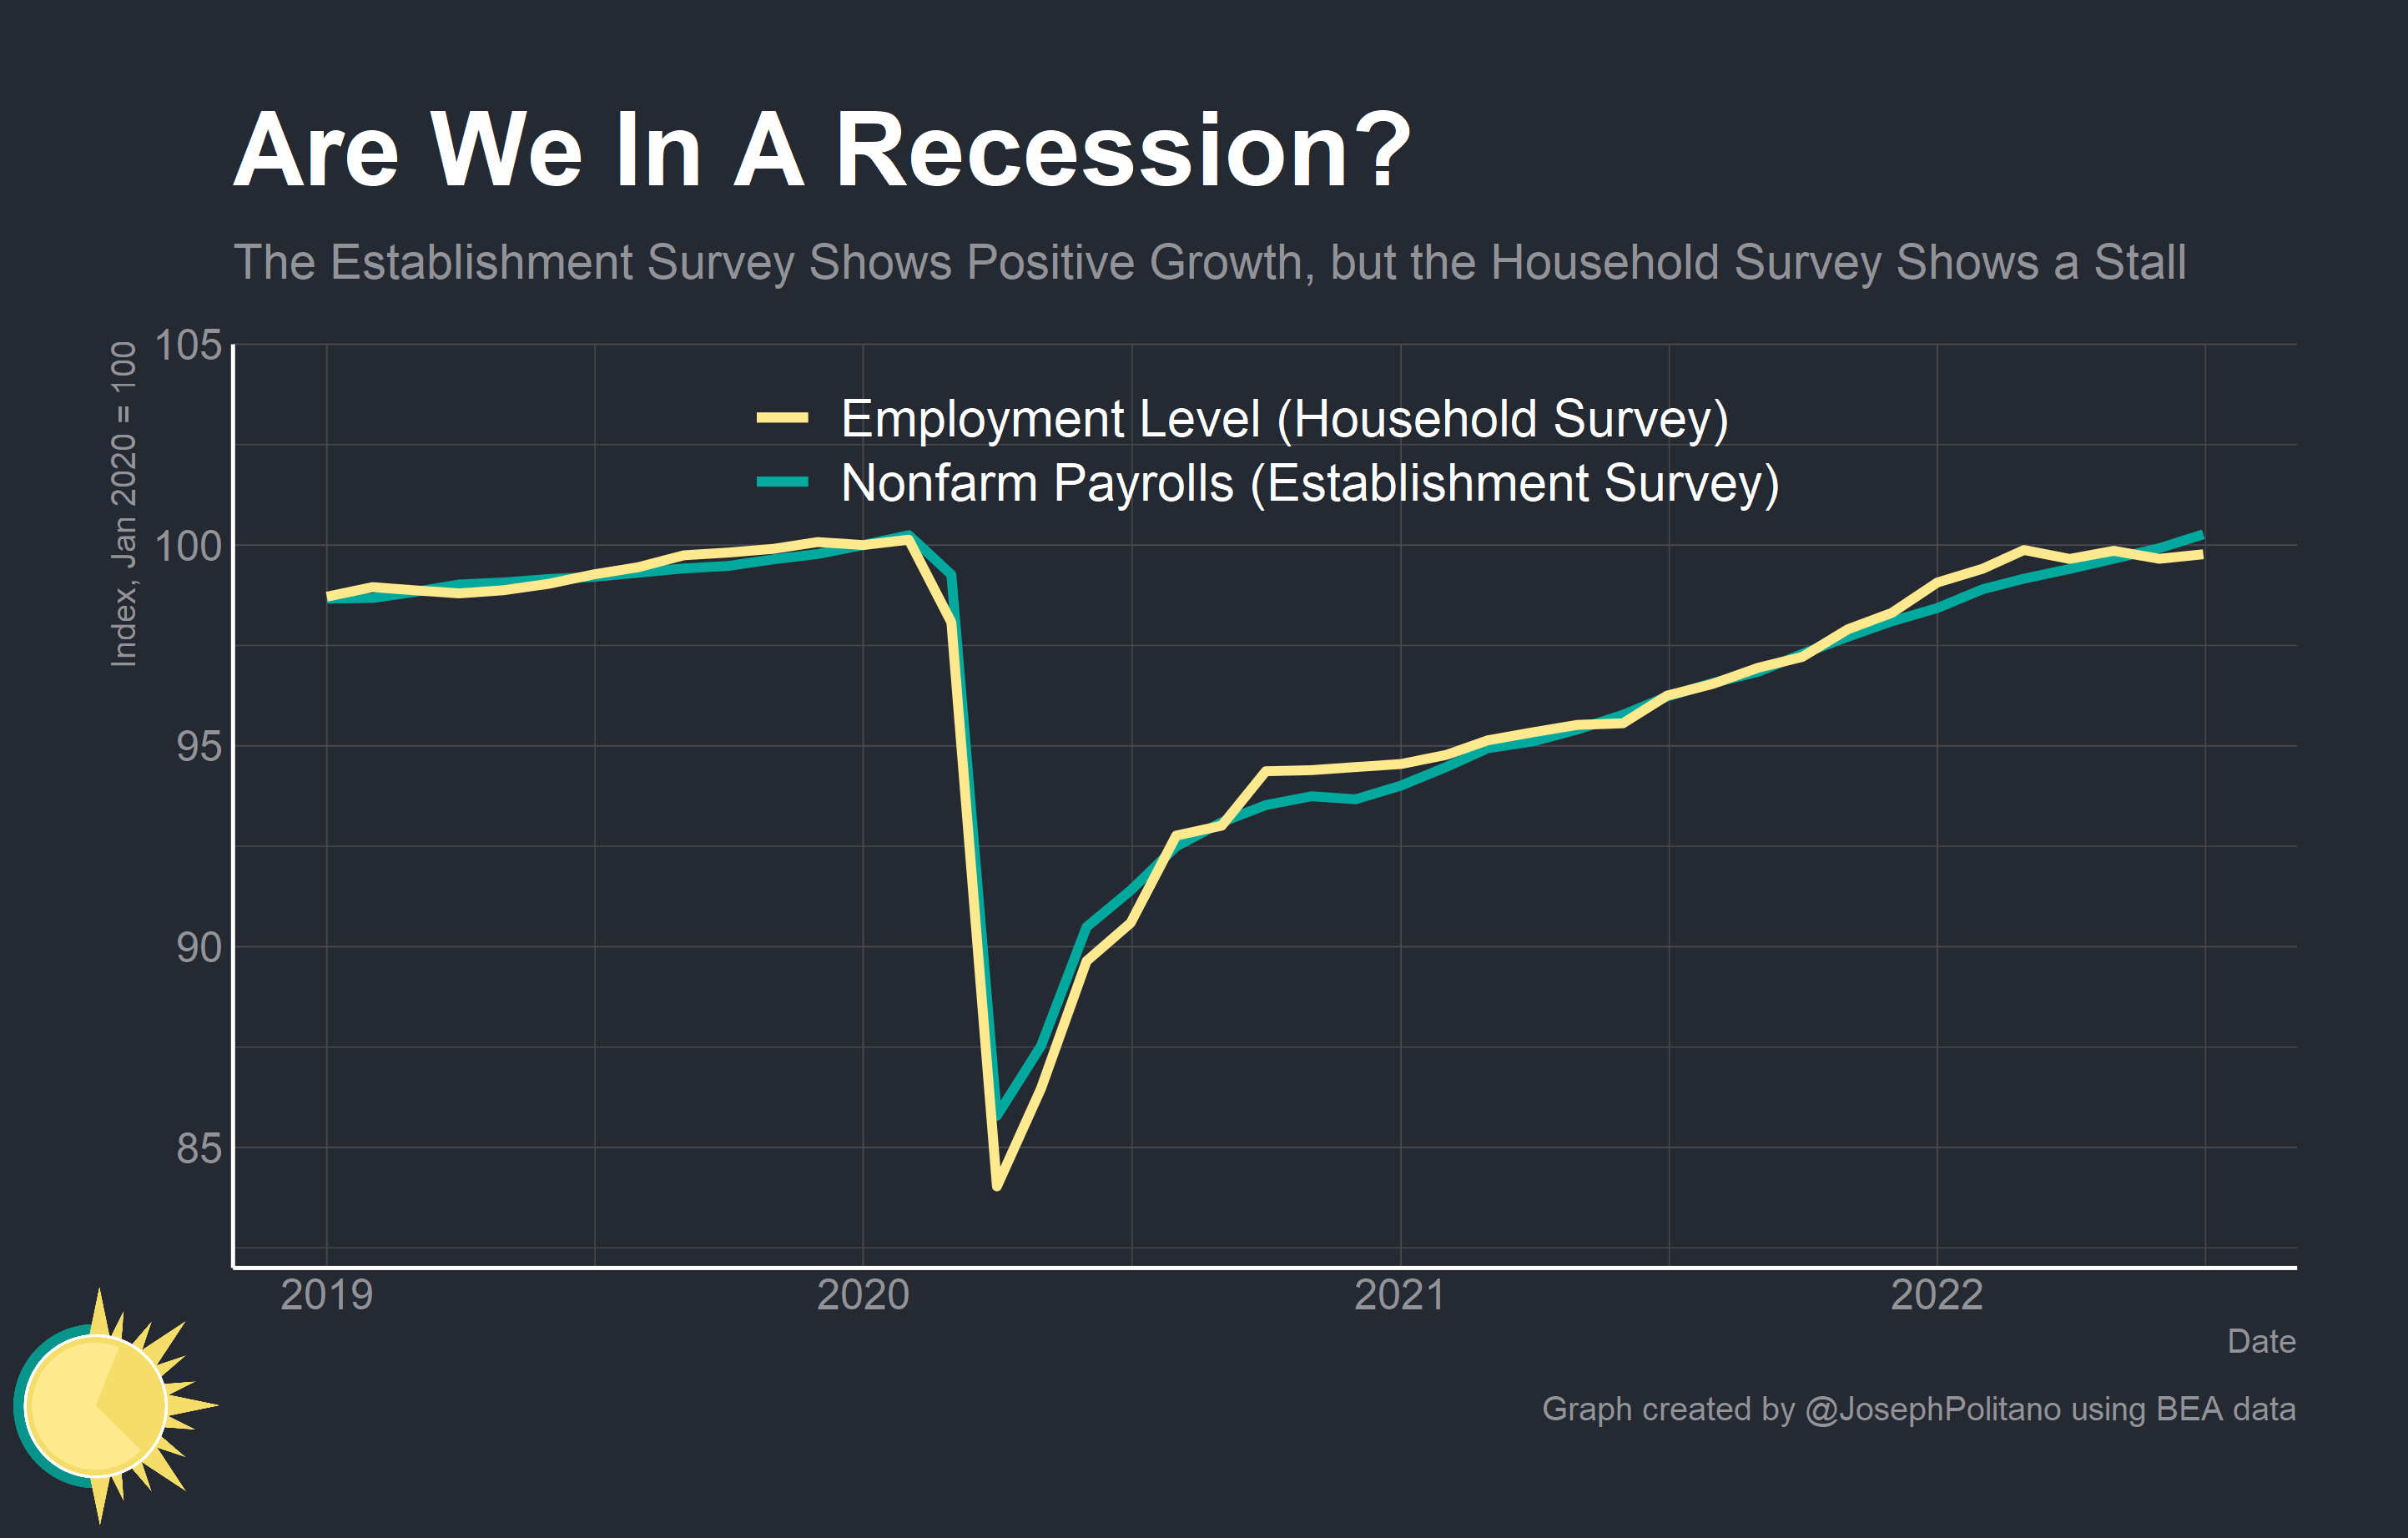 Are We In A Recession?
The Establishment Survey Shows Positive Growth, but the Household Survey Shows a Stall
Index, Jan 2020 = 100
105
100
95
90
85
Employment Level (Household Survey)
Nonfarm Payrolls (Establishment Survey)
2019 2020 2021 2022
Date
Graph created by @JosephPolitano using BEA data